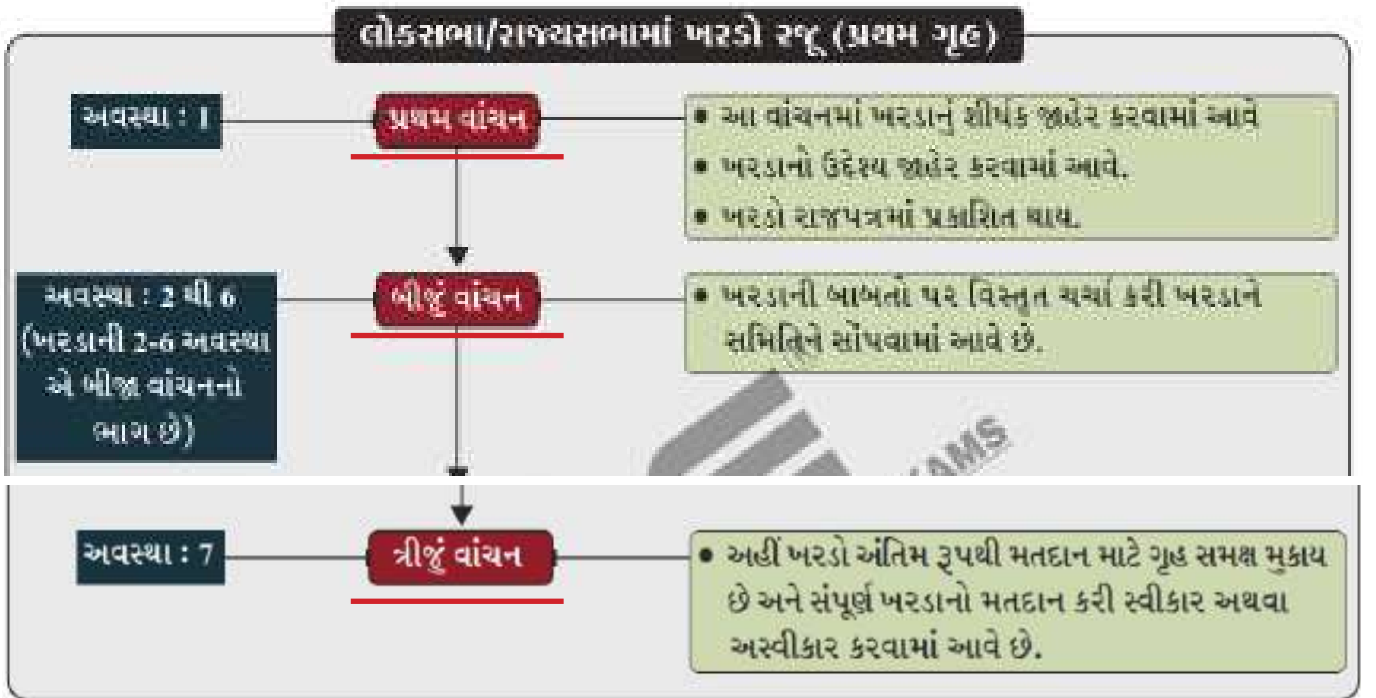 લોકસભા/રાજ્યસભામાં ખરડો રજૂ (પ્રથમ ગૃહ)
અવસ્થા : 1
પ્રથમ વાંચન
• આ વાંચનમાં ખરડાનું શીર્ષક જાહેર કરવામાં આવે
• ખરડાનો ઉદ્દેશ્ય જાહેર કરવામાં આવે.
• ખરડો રાજપત્રમાં પ્રકાશિત થાય.
અવસ્થા : 2 થી 6
(ખરડાની 2-6 અવસ્થા
એ બીજા વાંચનનો
ભાગ છે)
બીજું વાંચન
• ખરડાની બાબતો પર વિસ્તૃત ચર્ચા કરી ખરડાને
સમિતિને સોંપવામાં આવે છે.
અવસ્થા : 7
ત્રીજું વાંચન
• અહીં ખરડો અંતિમ રૂપથી મતદાન માટે ગૃહ સમક્ષ મુકાય
છે અને સંપૂર્ણ ખરડાનો મતદાન કરી સ્વીકાર અથવા
અસ્વીકાર કરવામાં આવે છે.